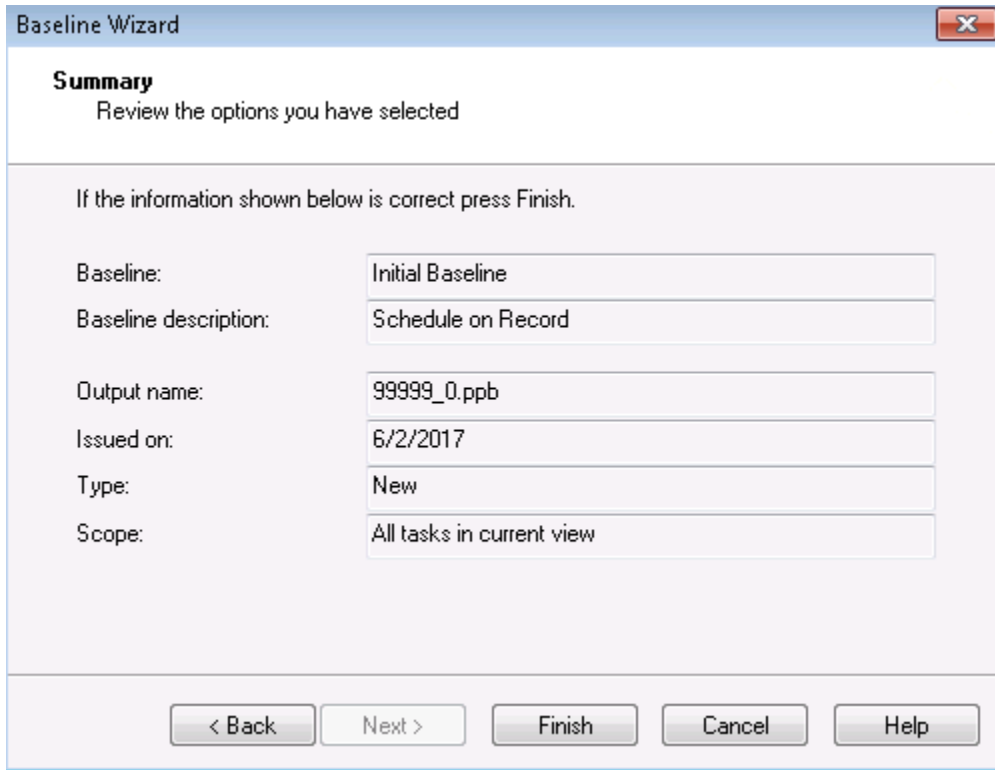 Baseline Wizard
Summary
Review the options you have selected
If the information shown below is correct press Finish.
Baseline: Initial Baseline
Baseline description: Schedule on Record
Output name: 99999_0.ppb
Issued on: 6/2/2017
Type: New
Scope: All tasks in current view
< Back Next > Finish Cancel Help